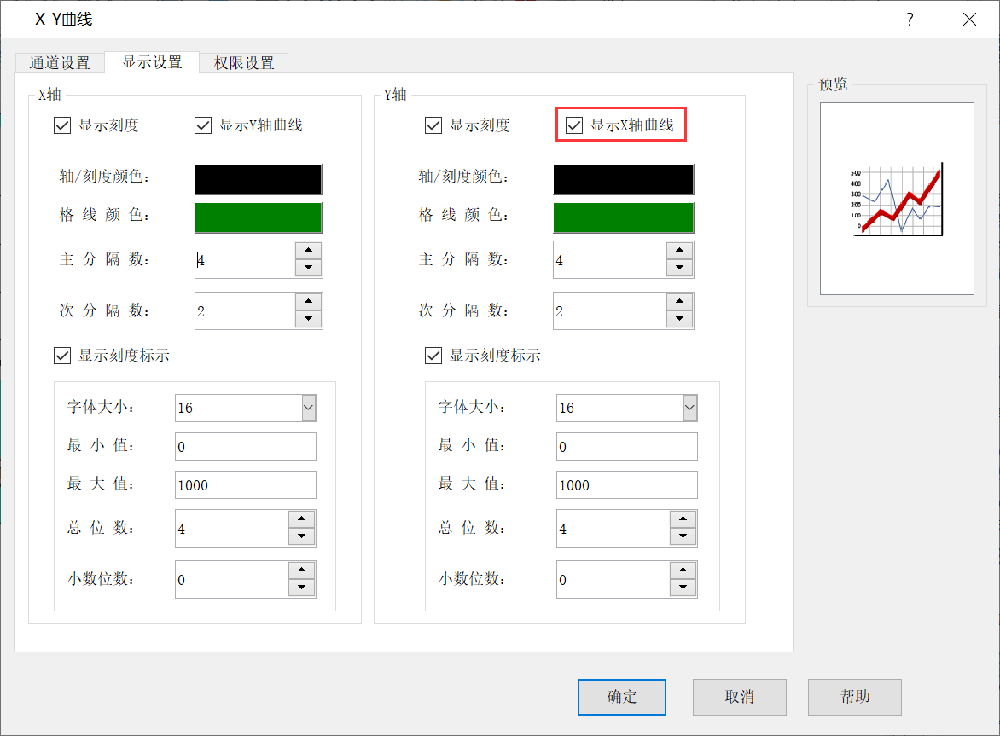 X-Y曲线
?
通道设置 显示设置 权限设置
X轴
显示刻度 显示Y轴曲线
轴/刻度颜色:
格 线 颜 色:
主 分 隔 数: 4
次 分 隔 数: 2
显示刻度标示
字体大小: 16
最 小 值: 0
最 大 值: 1000
总 位 数: 4
小数位数: 0
Y轴
显示刻度 显示X轴曲线
轴/刻度颜色:
格 线 颜 色:
主 分 隔 数: 4
次 分 隔 数: 2
显示刻度标示
字体大小: 16
最 小 值: 0
最 大 值: 1000
总 位 数: 4
小数位数: 0
预览
500
400
300
200
100
0
确定 取消 帮助